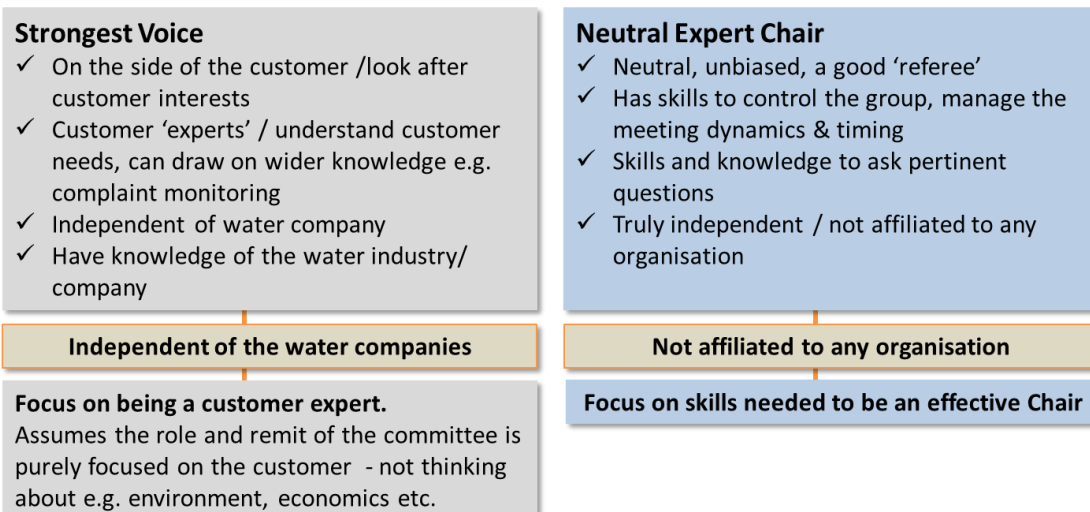 Strongest Voice
✓ On the side of the customer /look after
customer interests
✓ Customer ‘experts’ / understand customer
needs, can draw on wider knowledge e.g.
complaint monitoring
✓ Independent of water company
✓ Have knowledge of the water industry/
company
Independent of the water companies
Focus on being a customer expert.
Assumes the role and remit of the committee is
purely focused on the customer - not thinking
about e.g. environment, economics etc.
Neutral Expert Chair
✓ Neutral, unbiased, a good ‘referee’
✓ Has skills to control the group, manage the
meeting dynamics & timing
✓ Skills and knowledge to ask pertinent
questions
✓ Truly independent / not affiliated to any
organisation
Not affiliated to any organisation
Focus on skills needed to be an effective Chair